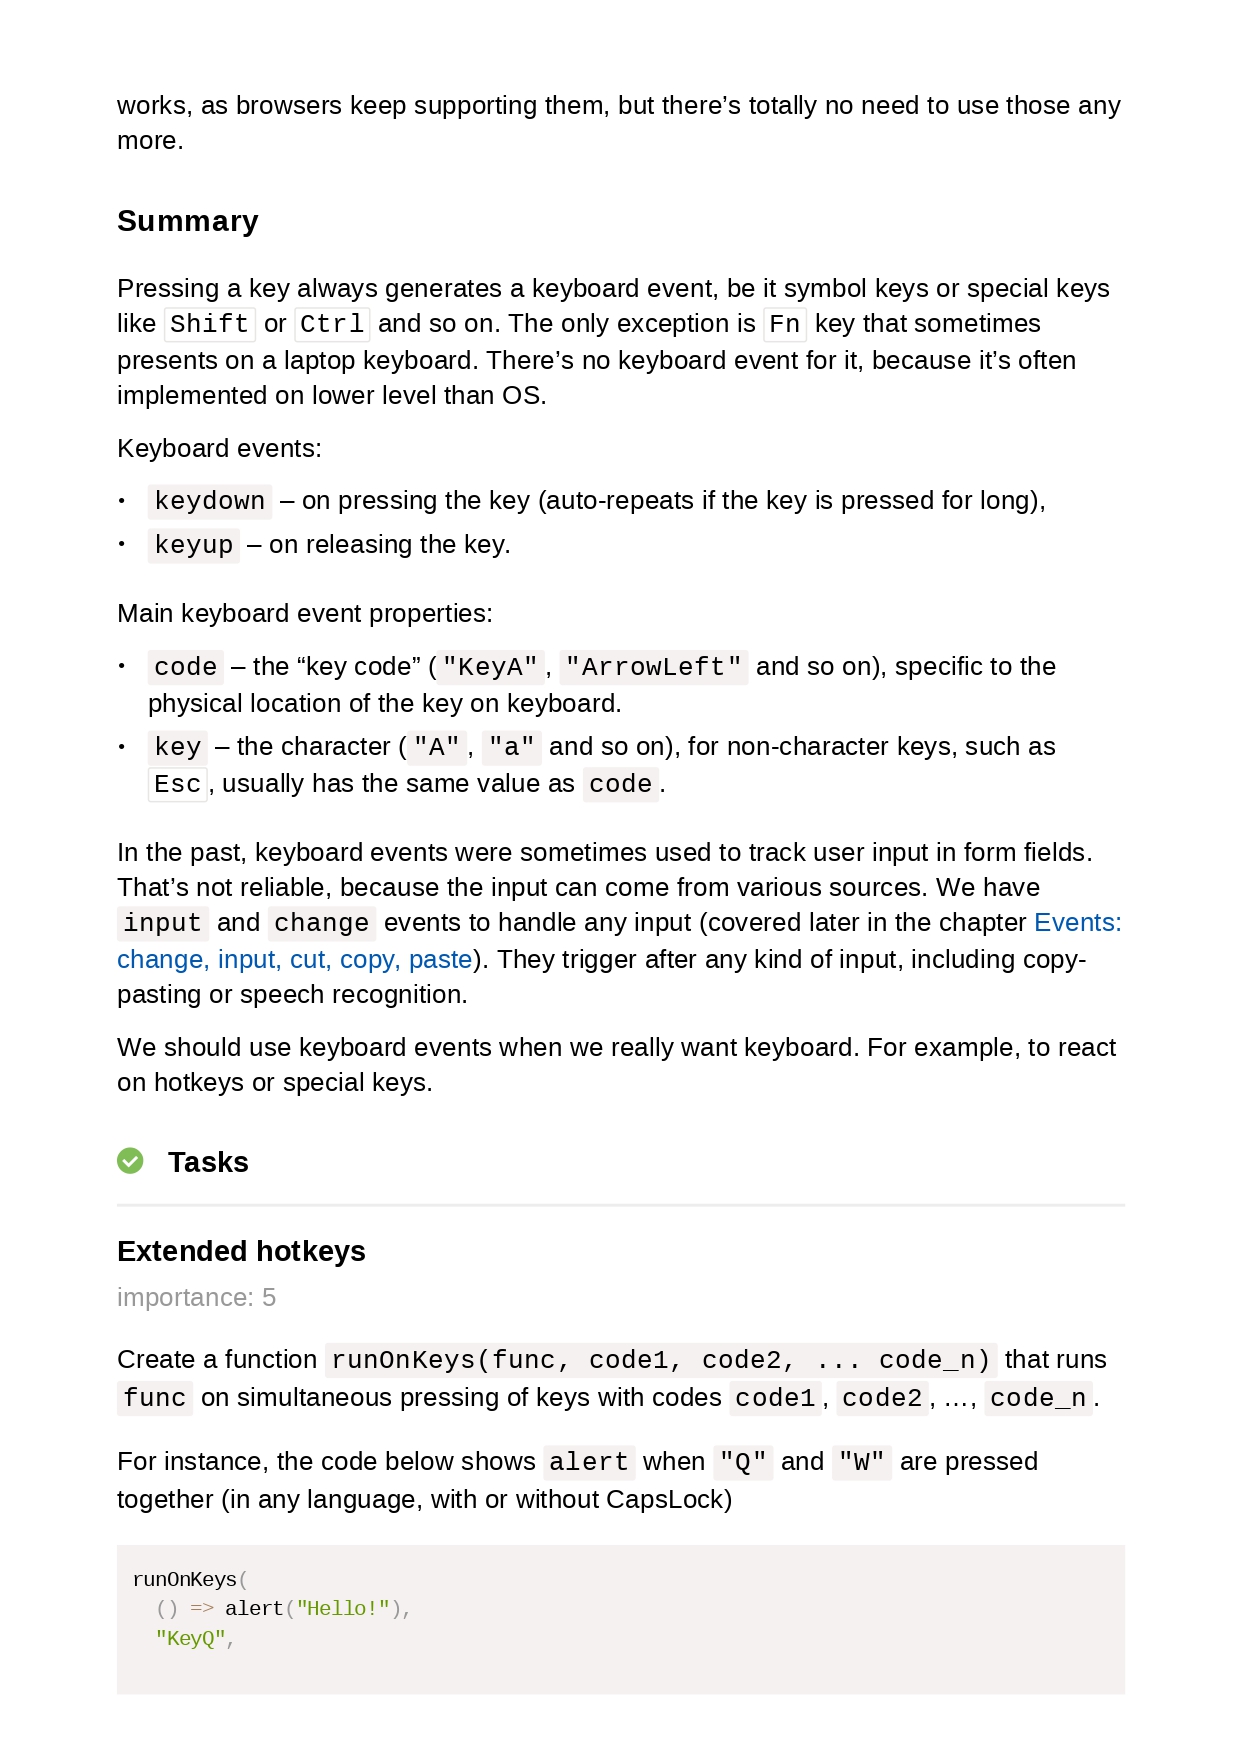 works, as browsers keep supporting them, but there’s totally no need to use those any
more.
Summary
Pressing a key always generates a keyboard event, be it symbol keys or special keys
like Shift or Ctrl and so on. The only exception is Fn key that sometimes
presents on a laptop keyboard. There’s no keyboard event for it, because it’s often
implemented on lower level than OS.
Keyboard events:
• keydown – on pressing the key (auto-repeats if the key is pressed for long),
• keyup – on releasing the key.
Main keyboard event properties:
• code – the “key code” ("KeyA", "ArrowLeft" and so on), specific to the
physical location of the key on keyboard.
• key – the character ("A", "a" and so on), for non-character keys, such as
Esc, usually has the same value as code.
In the past, keyboard events were sometimes used to track user input in form fields.
That’s not reliable, because the input can come from various sources. We have
input and change events to handle any input (covered later in the chapter Events:
change, input, cut, copy, paste). They trigger after any kind of input, including copy-
pasting or speech recognition.
We should use keyboard events when we really want keyboard. For example, to react
on hotkeys or special keys.
Tasks
Extended hotkeys
importance: 5
Create a function runOnKeys(func, code1, code2, ... code_n) that runs
func on simultaneous pressing of keys with codes code1, code2, …, code_n.
For instance, the code below shows alert when "Q" and "W" are pressed
together (in any language, with or without CapsLock)
runOnKeys(
() => alert("Hello!"),
"KeyQ",